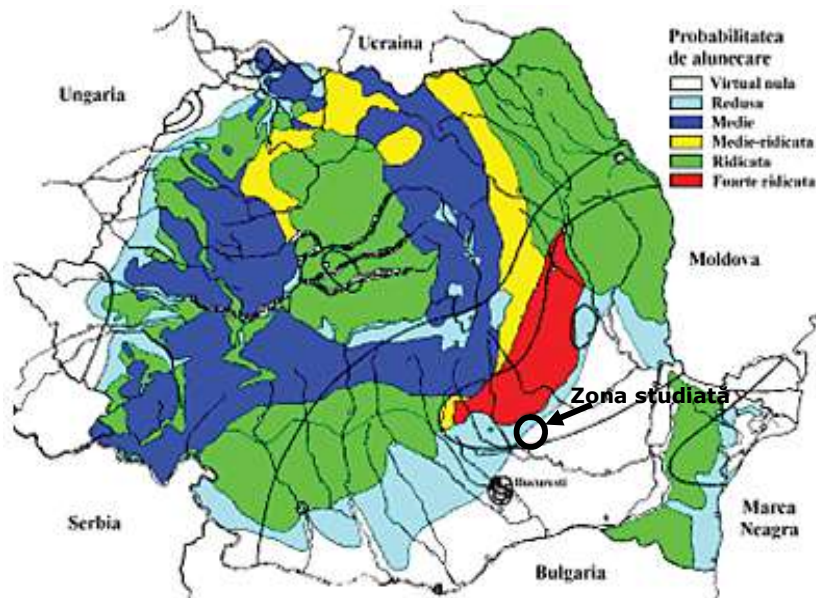 Ucraina
Ungaria
Probabilitatea
de alunecare
Virtual nula
Redusa
Medie
Medie-ridicata
Ridicata
Foarte ridicata
Moldova
Zona studiată
Bucuresti
Serbia
Marea
Neagra
Bulgaria